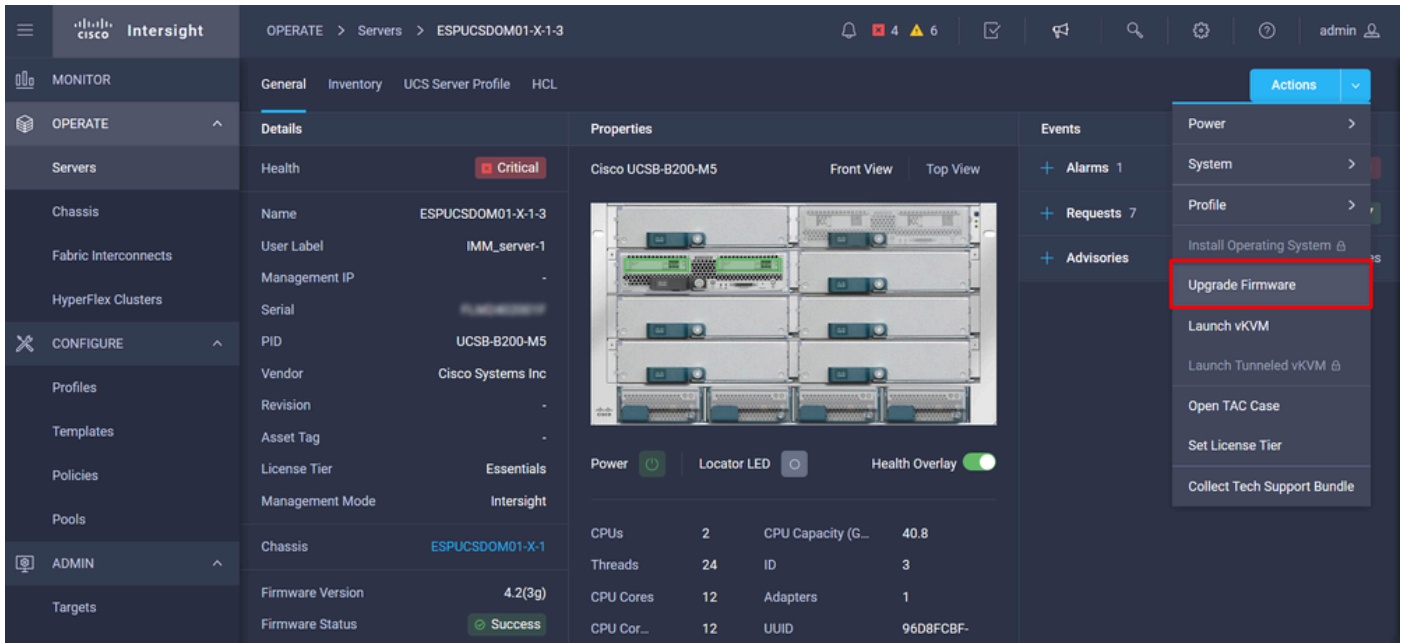 cisco Intersight
OPERATE > Servers > ESPUCSDOM01-X-1-3
4 6
admin
MONITOR
OPERATE
Servers
Chassis
Fabric Interconnects
HyperFlex Clusters
CONFIGURE
Profiles
Templates
Policies
Pools
ADMIN
Targets
General Inventory UCS Server Profile HCL
Actions
Details
Health Critical
Name ESPUCSDOM01-X-1-3
User Label IMM_server-1
Management IP -
Serial
PID UCSB-B200-M5
Vendor Cisco Systems Inc
Revision -
Asset Tag -
License Tier Essentials
Management Mode Intersight
Chassis ESPUCSDOM01-X-1
Firmware Version 4.2(3g)
Firmware Status Success
Properties
Cisco UCSB-B200-M5 Front View Top View
Power Locator LED Health Overlay
CPUs 2 CPU Capacity (G... 40.8
Threads 24 ID 3
CPU Cores 12 Adapters 1
CPU Cor... 12 UUID 96D8FCBF-
Events
+ Alarms 1
+ Requests 7
+ Advisories
Power >
System >
Profile >
Install Operating System
Upgrade Firmware
Launch vKVM
Launch Tunneled vKVM
Open TAC Case
Set License Tier
Collect Tech Support Bundle